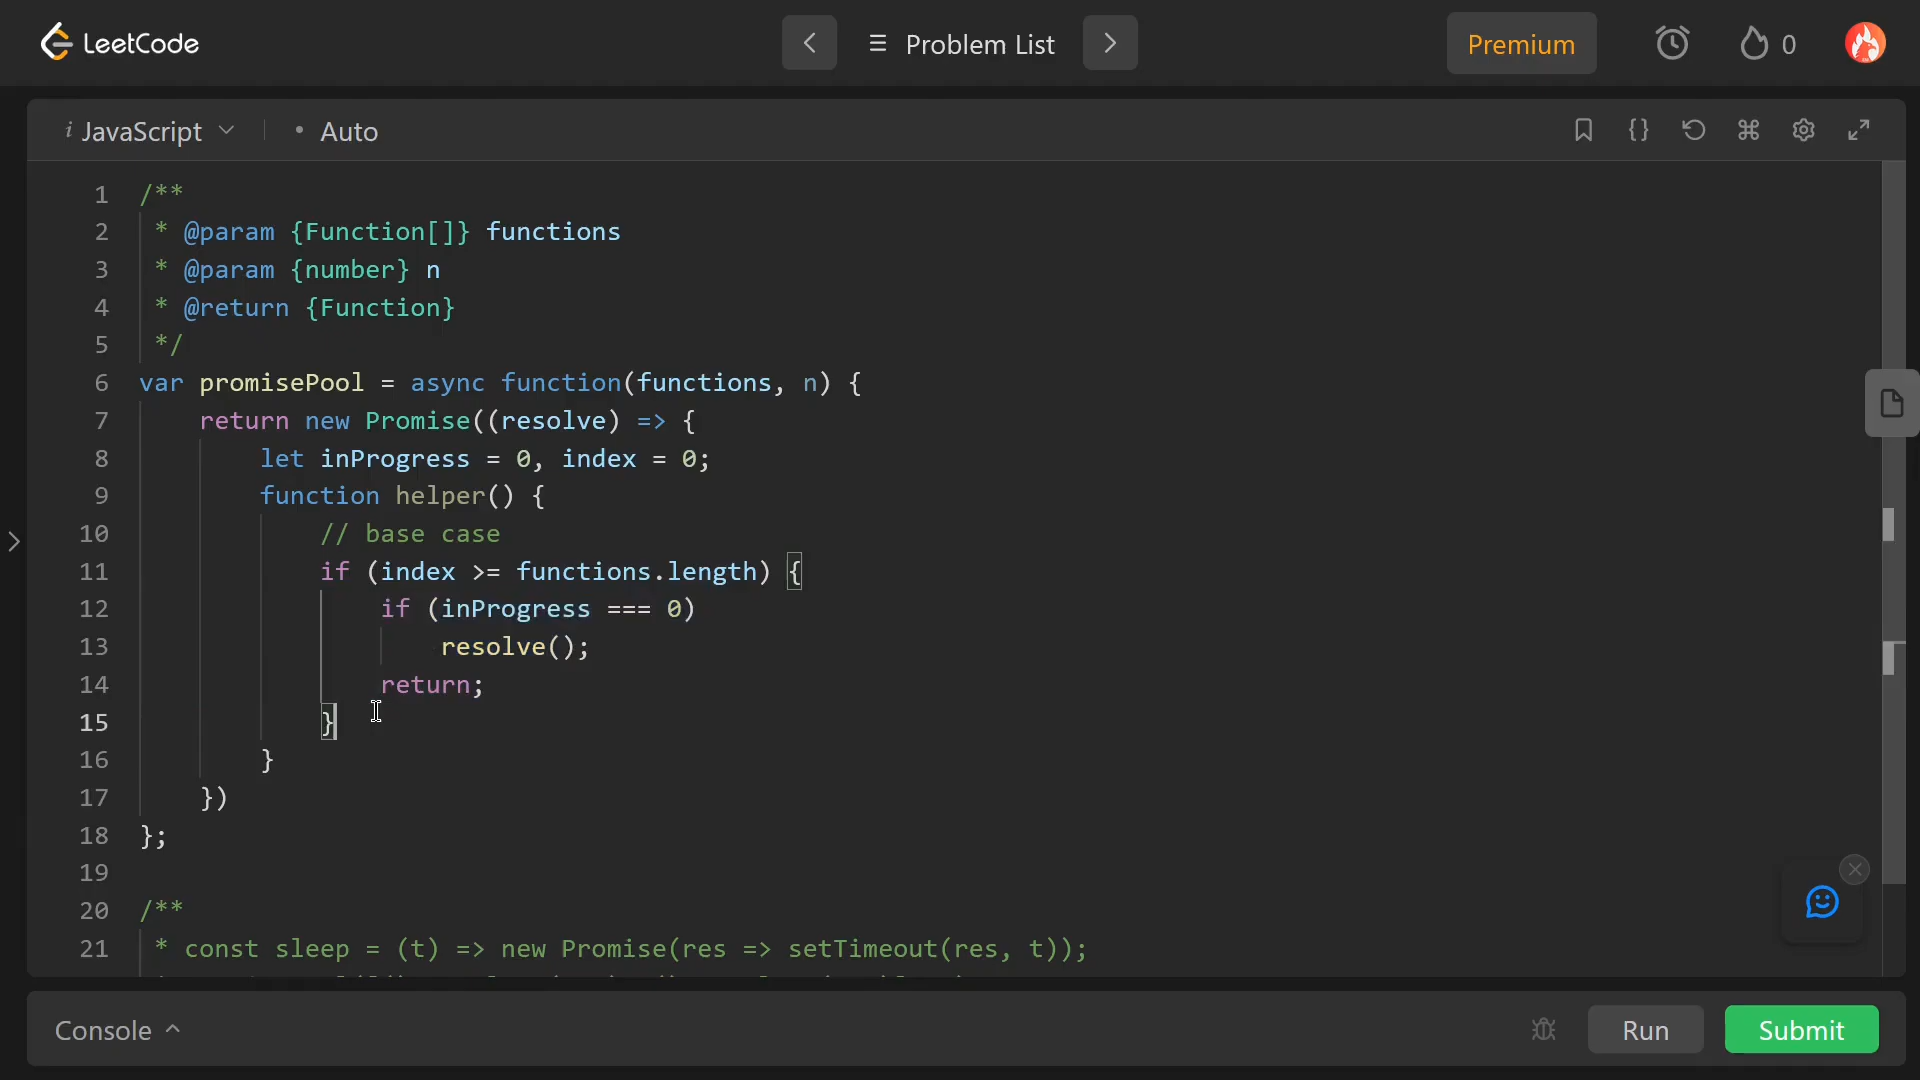 LeetCode
Problem List
Premium
0
i JavaScript
• Auto
1 /**
2 * @param {Function[]} functions
3 * @param {number} n
4 * @return {Function}
5 */
6 var promisePool = async function(functions, n) {
7 return new Promise((resolve) => {
8 let inProgress = 0, index = 0;
9 function helper() {
10 // base case
11 if (index >= functions.length) {
12 if (inProgress === 0)
13 resolve();
14 return;
15 }
16 }
17 })
18 };
19
20 /**
21 * const sleep = (t) => new Promise(res => setTimeout(res, t));
Console
Run
Submit